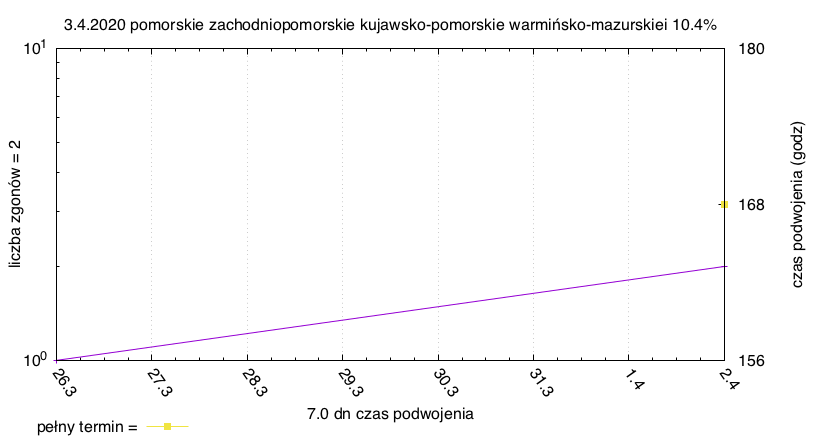 3.4.2020 pomorskie zachodniopomorskie kujawsko-pomorskie warmińsko-mazurskiei 10.4%
10¹
180
168
156
10⁰
liczba zgonów = 2
czas podwojenia (godz)
26.3
27.3
28.3
29.3
30.3
31.3
1.4
2.4
7.0 dn czas podwojenia
pełny termin =